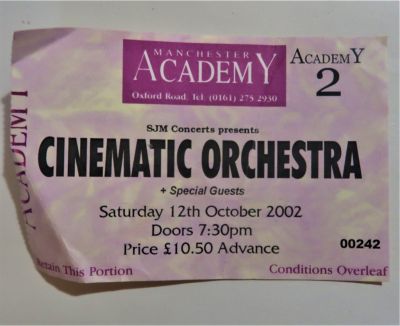 MANCHESTER
ACADEMY
Oxford Road. Tel: (0161) 275 2930
ACADEMY
2
ACADEMY
SJM Concerts presents
CINEMATIC ORCHESTRA
+ Special Guests
Saturday 12th October 2002
Doors 7:30pm
Price £10.50 Advance
00242
Retain This Portion
Conditions Overleaf